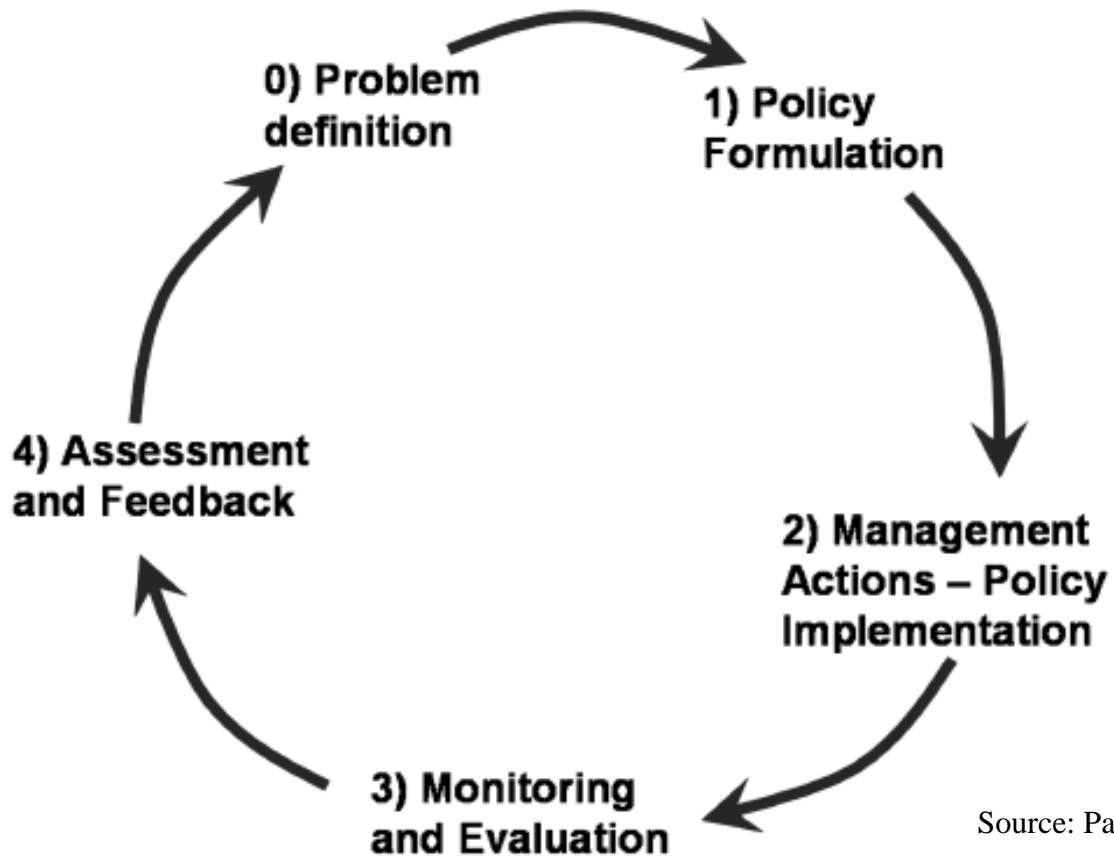 0) Problem
definition
1) Policy
Formulation
2) Management
Actions – Policy
Implementation
3) Monitoring
and Evaluation
4) Assessment
and Feedback
Source: Pa